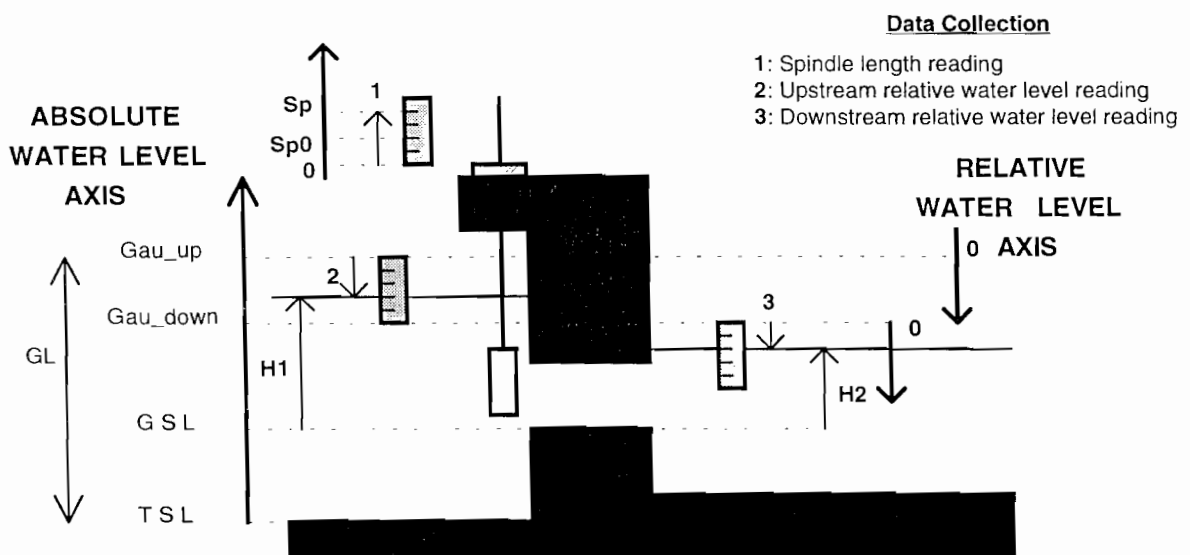 Data Collection
1: Spindle length reading
2: Upstream relative water level reading
3: Downstream relative water level reading
ABSOLUTE
WATER LEVEL
AXIS
Sp
Sp0
0
1
RELATIVE
WATER LEVEL
AXIS
0
Gau_up
2
Gau_down
3
0
GL
H1
H2
G S L
T S L